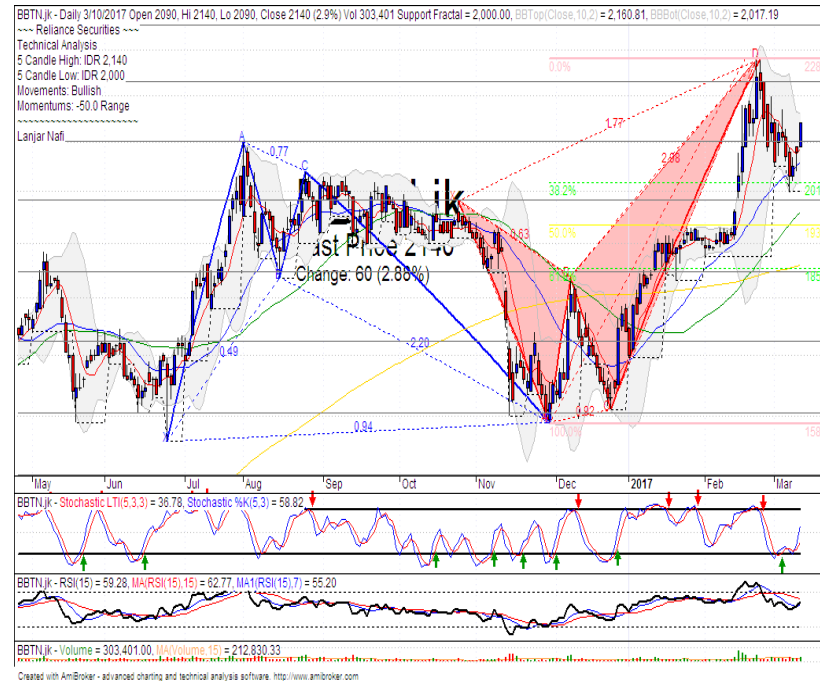 BBTN.jk - Daily 3/10/2017 Open 2090, Hi 2140, Lo 2090, Close 2140 (2.9%) Vol 303,401 Support Fractal = 2,000.00, BBTop(Close,10,2) = 2,160.81, BBBot(Close,10,2) = 2,017.19
~~~ Reliance Securities ~~~
Technical Analysis
5 Candle High: IDR 2,140
5 Candle Low: IDR 2,000
Movements: Bullish
Momentums: -50.0 Range
~~~~~~~~~~~~~~~~~~~~~~
Lanjar Nafi
0.0% 228
D
A
0.77
1.77
C
2.98
38.2% 201
X
0.63
50.0%
Last Price 2140
Change: 60 (2.88%)
B
185
2.20
0.49
0.94
0.82
100.0% 158
May Jun Jul Aug Sep Oct Nov Dec 2017 Feb Mar
BBTN.jk - Stochastic LTI(5,3,3) = 36.78, Stochastic %K(5,3) = 58.82
BBTN.jk - RSI(15) = 59.28, MA(RSI(15),15) = 62.77, MA1(RSI(15),7) = 55.20
BBTN.jk - Volume = 303,401.00, MA(Volume,15) = 212,830.33
Created with AmiBroker - advanced charting and technical analysis software. http://www.amibroker.com